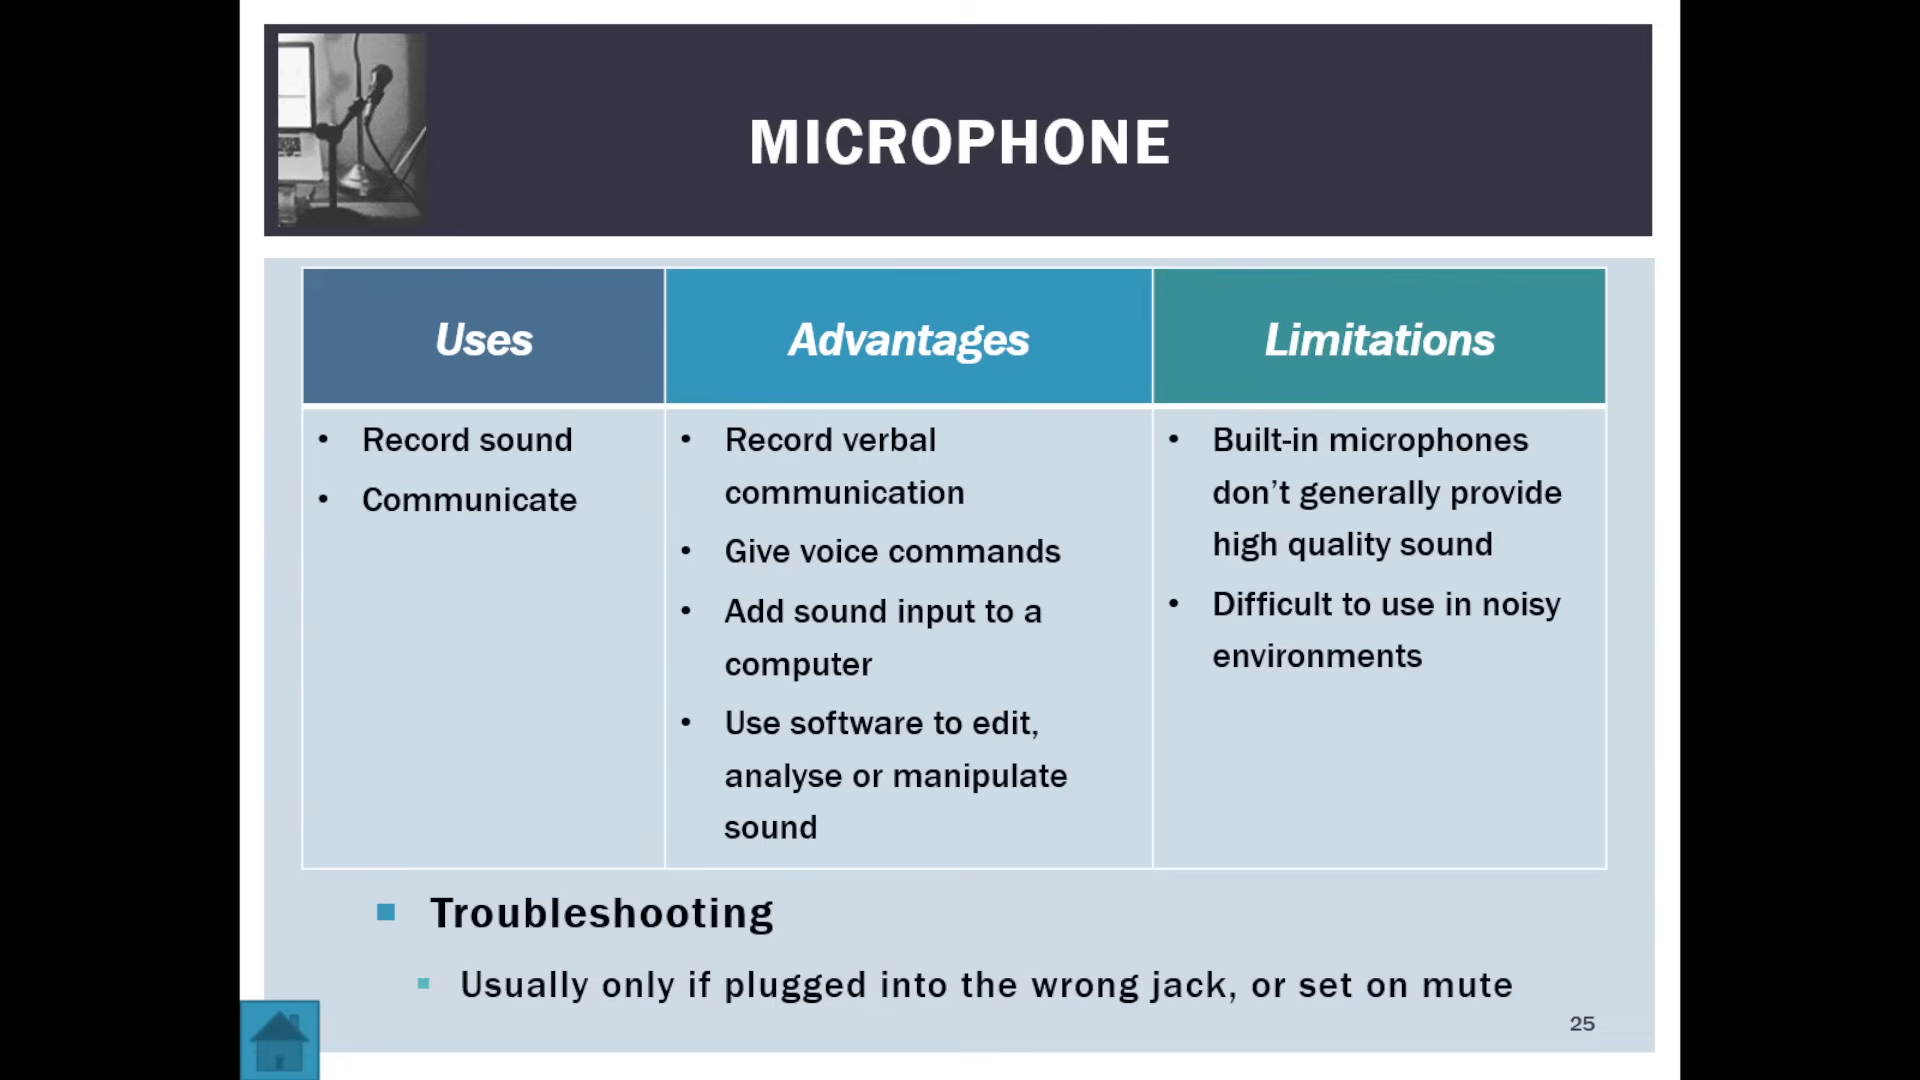 MICROPHONE
Uses
Advantages
Limitations
• Record sound
• Communicate
• Record verbal
communication
• Give voice commands
• Add sound input to a
computer
• Use software to edit,
analyse or manipulate
sound
• Built-in microphones
don’t generally provide
high quality sound
• Difficult to use in noisy
environments
Troubleshooting
Usually only if plugged into the wrong jack, or set on mute
25